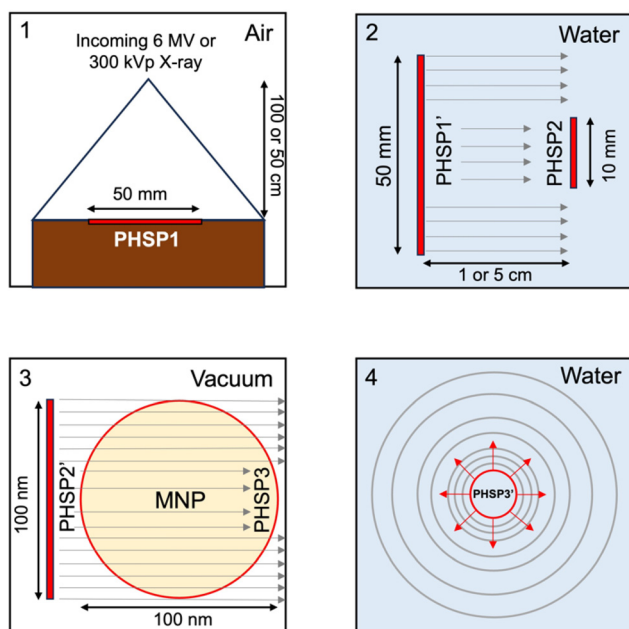 1
Air
Incoming 6 MV or
300 kVp X-ray
100 or 50 cm
50 mm
PHSP1
2
Water
50 mm
PHSP1'
PHSP2
10 mm
1 or 5 cm
3
Vacuum
100 nm
PHSP2'
MNP
PHSP3
100 nm
4
Water
PHSP3'